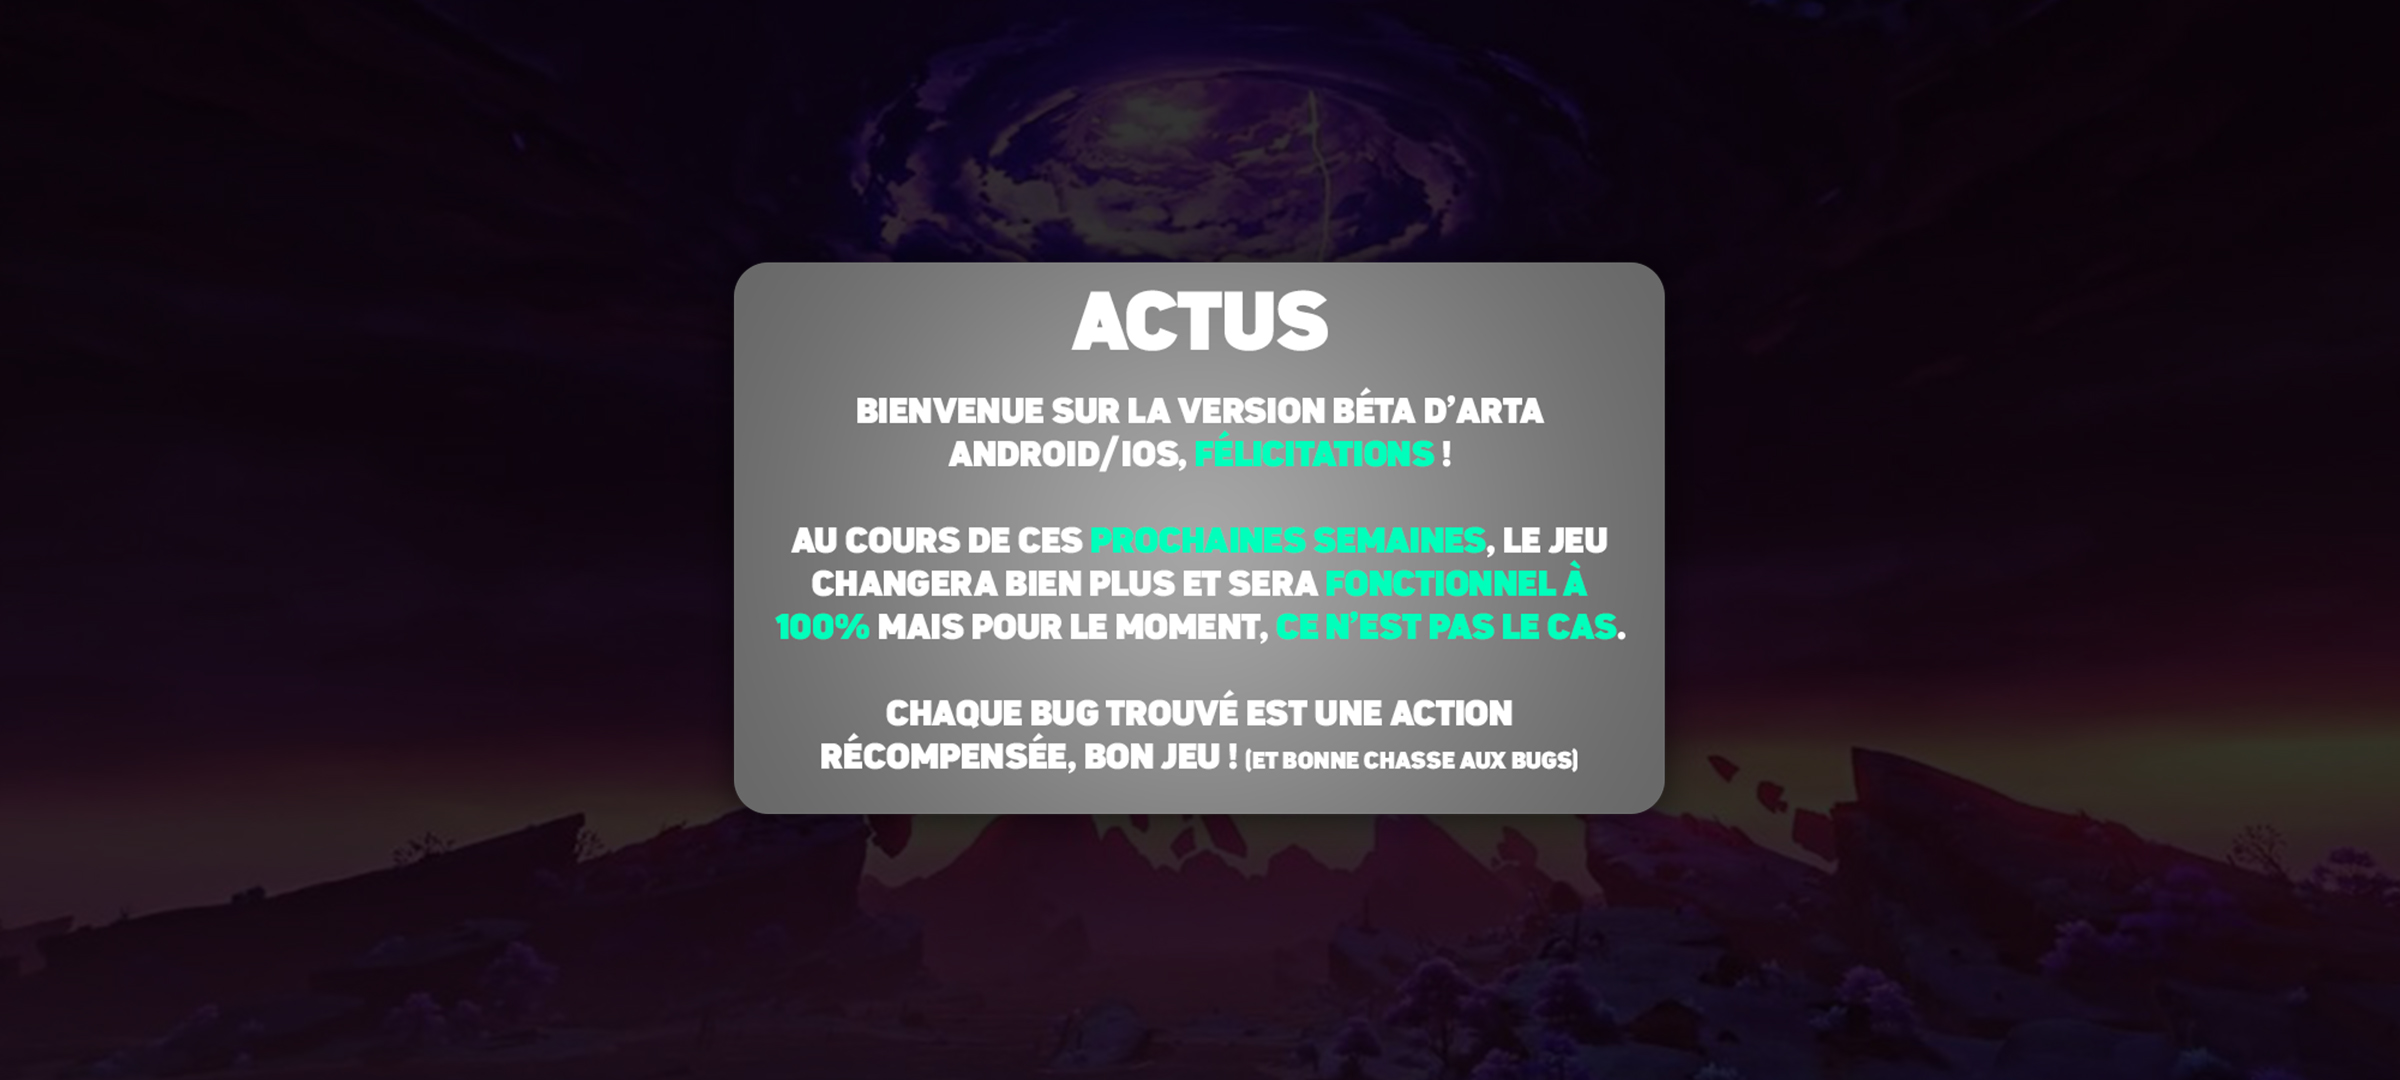 ACTUS
BIENVENUE SUR LA VERSION BÉTA D'ARTA
ANDROID/IOS, FÉLICITATIONS !
AU COURS DE CES PROCHAINES SEMAINES, LE JEU
CHANGERA BIEN PLUS ET SERA FONCTIONNEL À
100% MAIS POUR LE MOMENT, CE N'EST PAS LE CAS.
CHAQUE BUG TROUVÉ EST UNE ACTION
RÉCOMPENSÉE, BON JEU ! (ET BONNE CHASSE AUX BUGS)